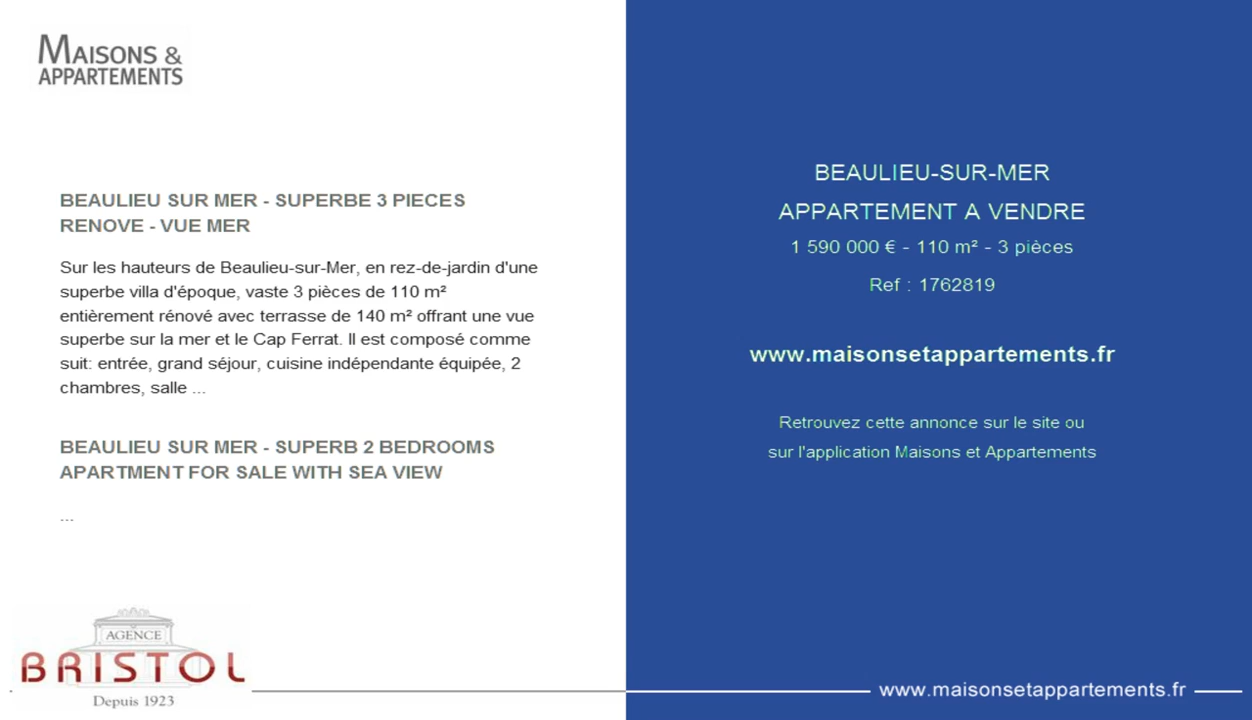 MAISONS &
APPARTEMENTS
BEAULIEU SUR MER - SUPERBE 3 PIECES
RENOVE - VUE MER
Sur les hauteurs de Beaulieu-sur-Mer, en rez-de-jardin d'une
superbe villa d'époque, vaste 3 pièces de 110 m²
entièrement rénové avec terrasse de 140 m² offrant une vue
superbe sur la mer et le Cap Ferrat. Il est composé comme
suit: entrée, grand séjour, cuisine indépendante équipée, 2
chambres, salle ...
BEAULIEU SUR MER - SUPERB 2 BEDROOMS
APARTMENT FOR SALE WITH SEA VIEW
...
AGENCE
BRISTOL
Depuis 1923
BEAULIEU-SUR-MER
APPARTEMENT A VENDRE
1 590 000 € - 110 m² - 3 pièces
Ref : 1762819
www.maisonsetappartements.fr
Retrouvez cette annonce sur le site ou
sur l'application Maisons et Appartements
www.maisonsetappartements.fr